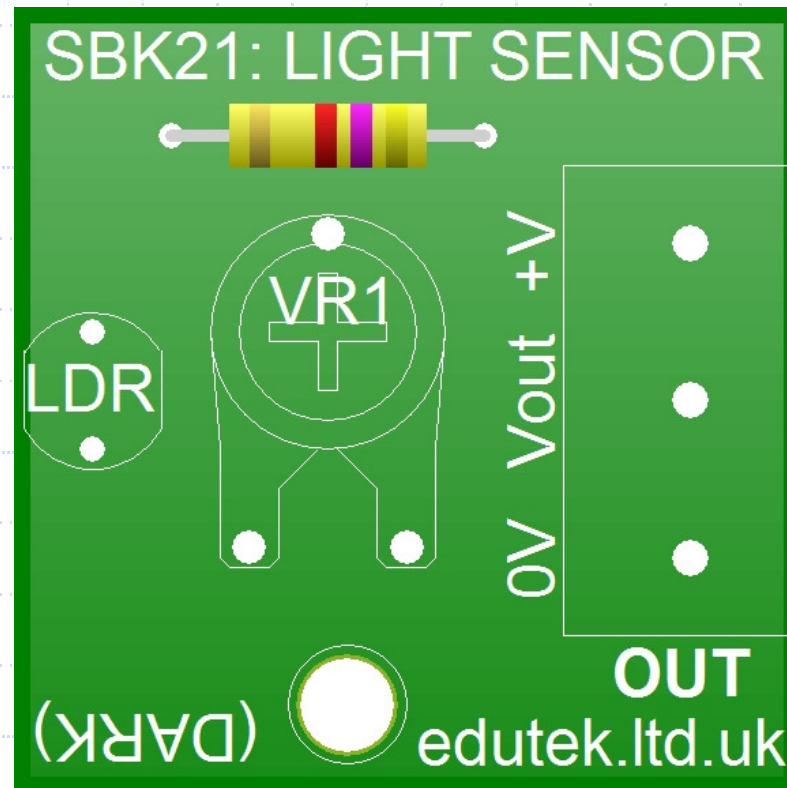 SBK21: LIGHT SENSOR
+V
VR1
Vout
LDR
0V
OUT
(DARK)
edutek.ltd.uk